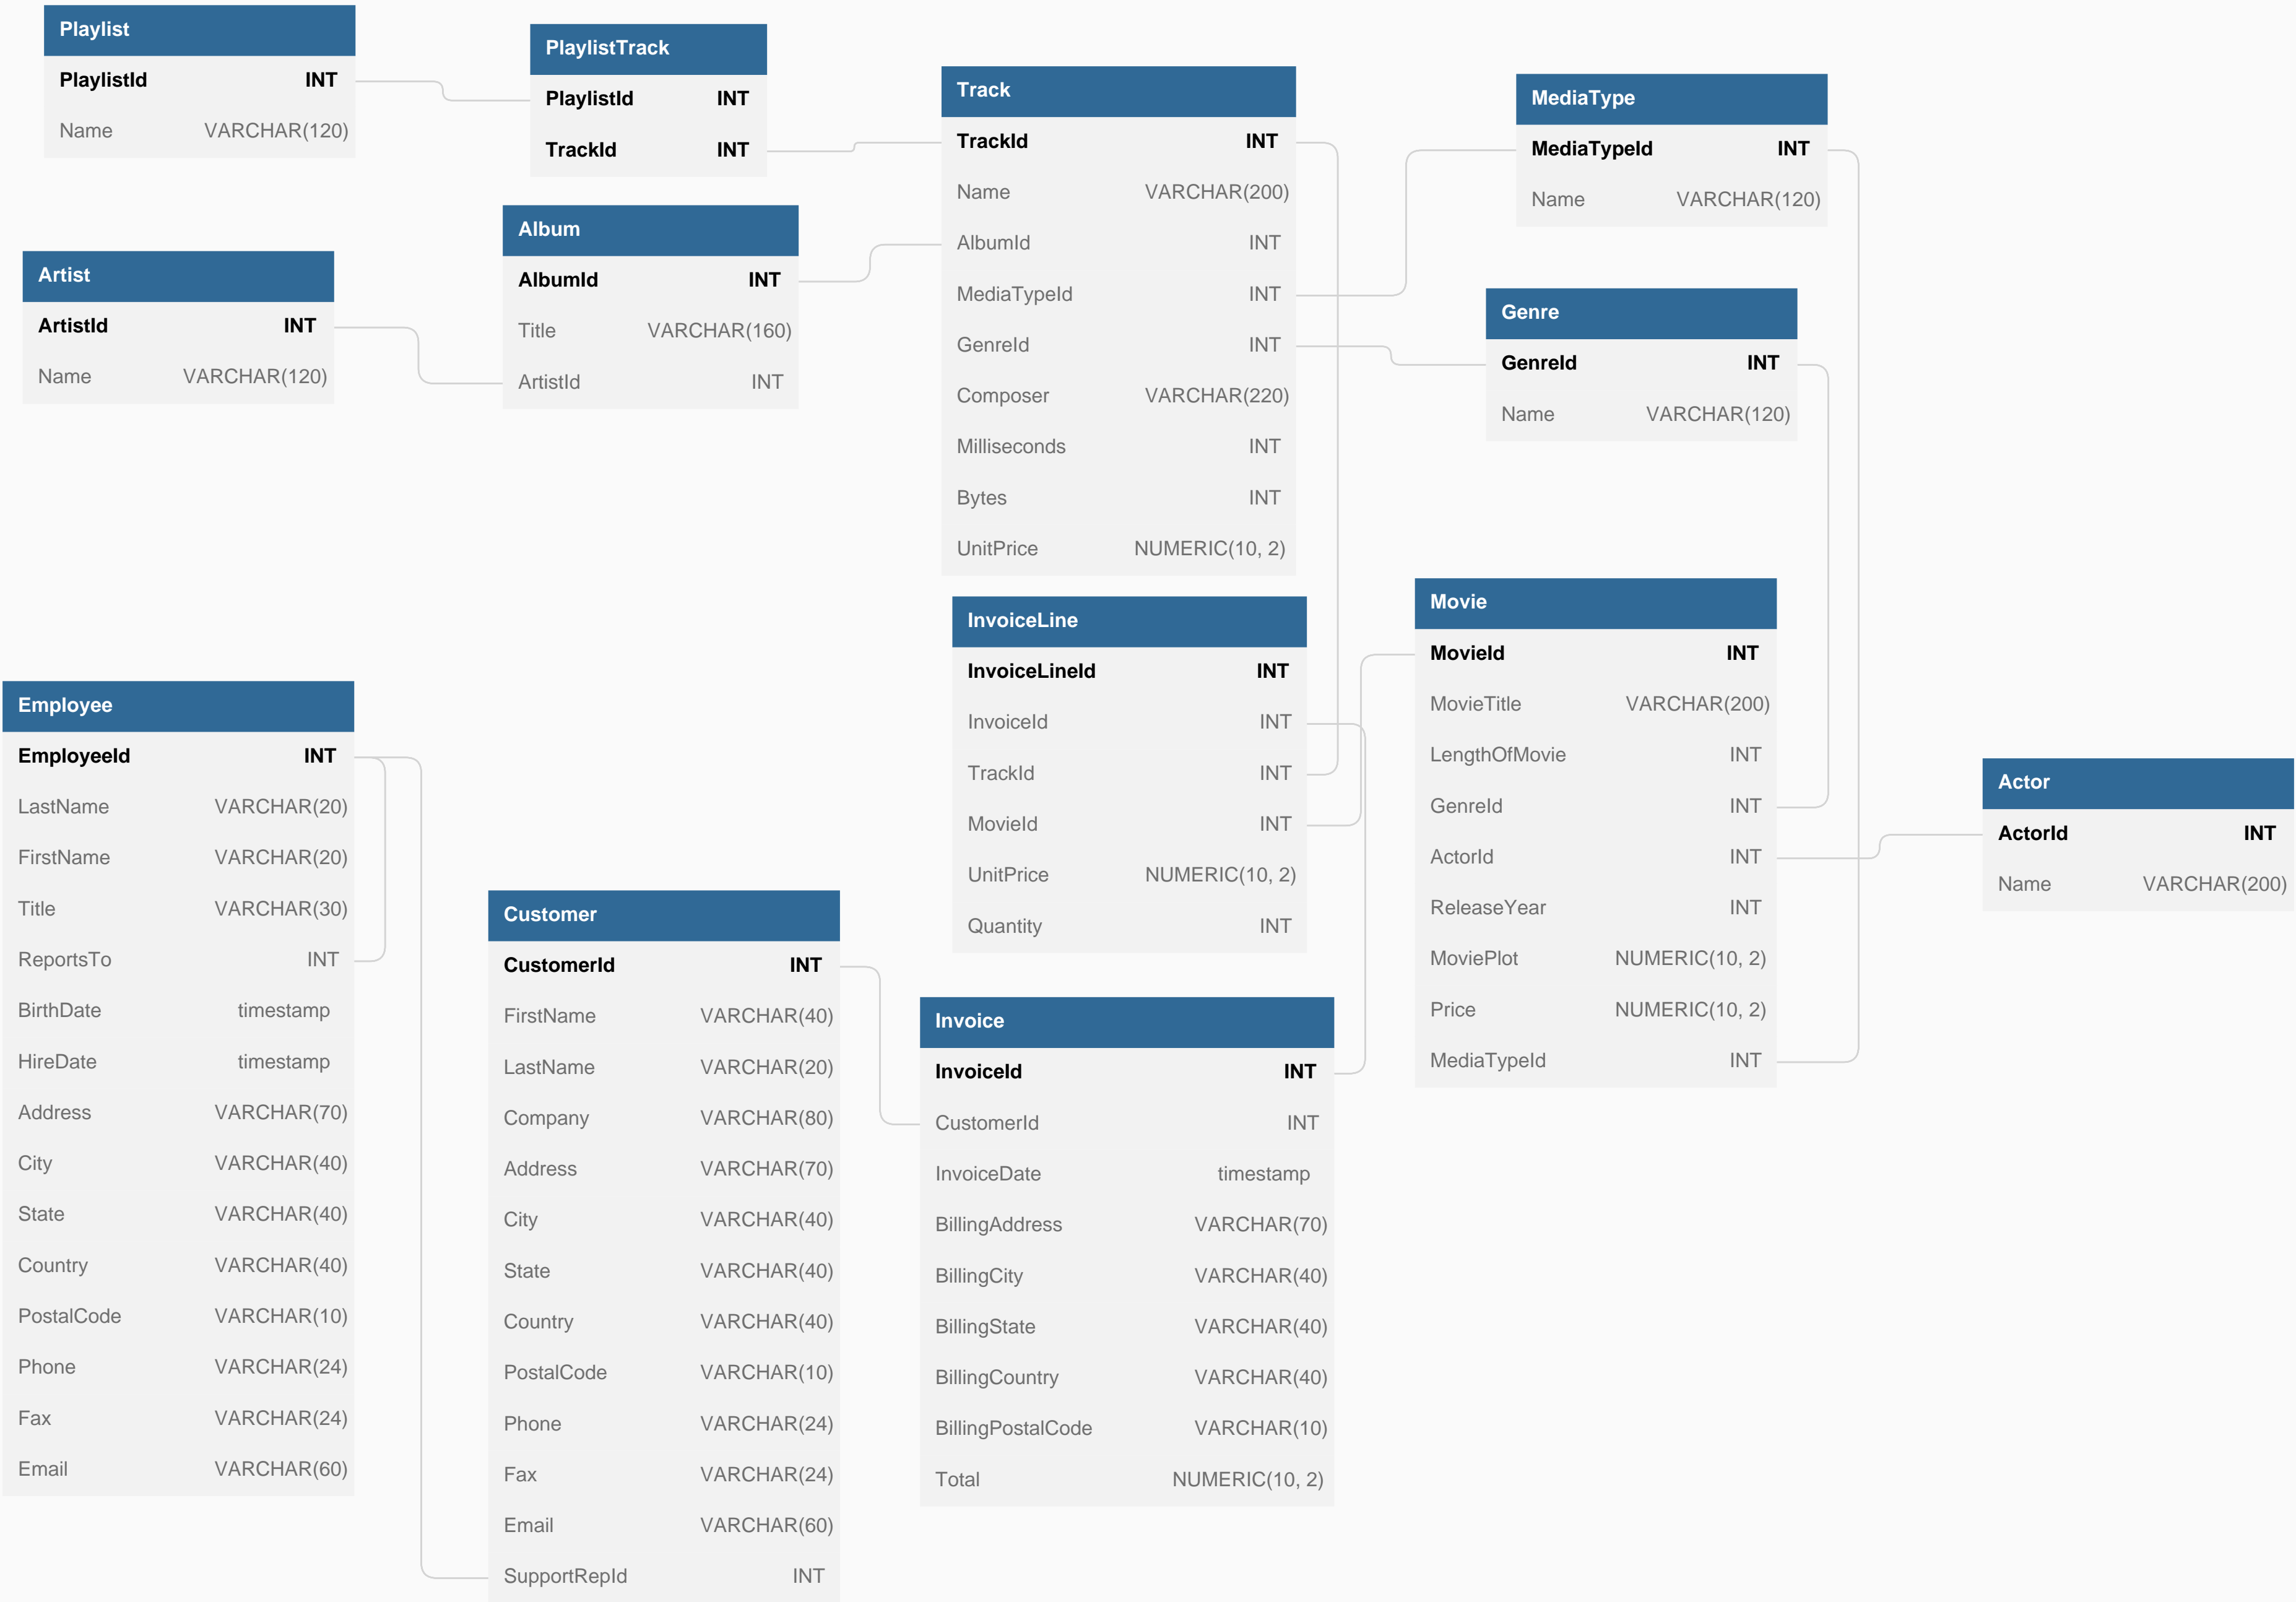 Playlist
PlaylistId INT
Name VARCHAR(120)
PlaylistTrack
PlaylistId INT
TrackId INT
Track
TrackId INT
Name VARCHAR(200)
AlbumId INT
MediaTypeId INT
GenreId INT
Composer VARCHAR(220)
Milliseconds INT
Bytes INT
UnitPrice NUMERIC(10, 2)
MediaType
MediaTypeId INT
Name VARCHAR(120)
Artist
ArtistId INT
Name VARCHAR(120)
Album
AlbumId INT
Title VARCHAR(160)
ArtistId INT
Genre
GenreId INT
Name VARCHAR(120)
InvoiceLine
InvoiceLineId INT
InvoiceId INT
TrackId INT
MovieId INT
UnitPrice NUMERIC(10, 2)
Quantity INT
Movie
MovieId INT
MovieTitle VARCHAR(200)
LengthOfMovie INT
GenreId INT
ActorId INT
ReleaseYear INT
MoviePlot NUMERIC(10, 2)
Price NUMERIC(10, 2)
MediaTypeId INT
Actor
ActorId INT
Name VARCHAR(200)
Employee
EmployeeId INT
LastName VARCHAR(20)
FirstName VARCHAR(20)
Title VARCHAR(30)
ReportsTo INT
BirthDate timestamp
HireDate timestamp
Address VARCHAR(70)
City VARCHAR(40)
State VARCHAR(40)
Country VARCHAR(40)
PostalCode VARCHAR(10)
Phone VARCHAR(24)
Fax VARCHAR(24)
Email VARCHAR(60)
Customer
CustomerId INT
FirstName VARCHAR(40)
LastName VARCHAR(20)
Company VARCHAR(80)
Address VARCHAR(70)
City VARCHAR(40)
State VARCHAR(40)
Country VARCHAR(40)
PostalCode VARCHAR(10)
Phone VARCHAR(24)
Fax VARCHAR(24)
Email VARCHAR(60)
SupportRepId INT
Invoice
InvoiceId INT
CustomerId INT
InvoiceDate timestamp
BillingAddress VARCHAR(70)
BillingCity VARCHAR(40)
BillingState VARCHAR(40)
BillingCountry VARCHAR(40)
BillingPostalCode VARCHAR(10)
Total NUMERIC(10, 2)